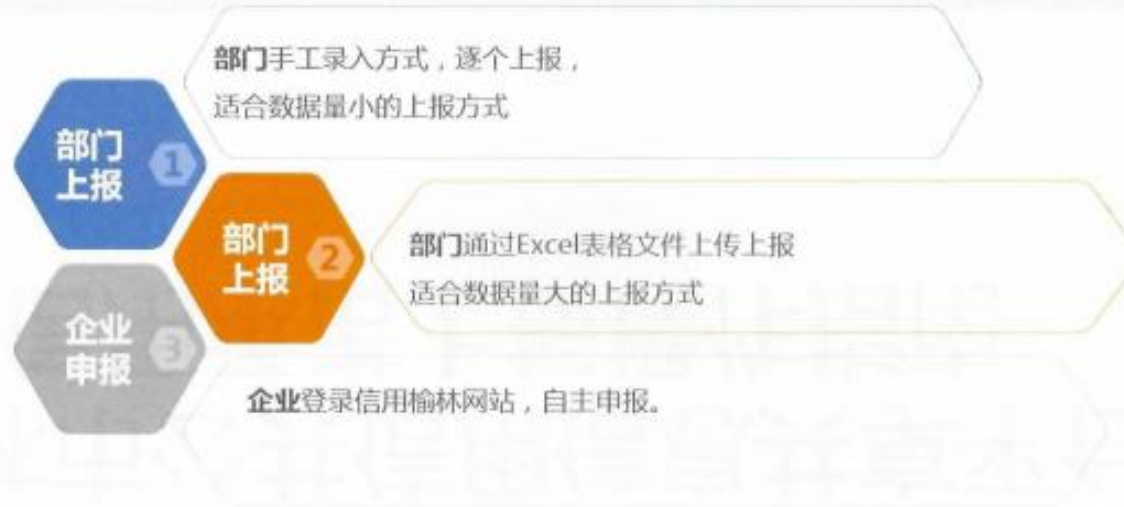 部门手工录入方式，逐个上报，
适合数据量小的上报方式
部门
上报
1
部门
上报
2
部门通过Excel表格文件上传上报
适合数据量大的上报方式
企业
申报
3
企业登录信用榆林网站，自主申报。